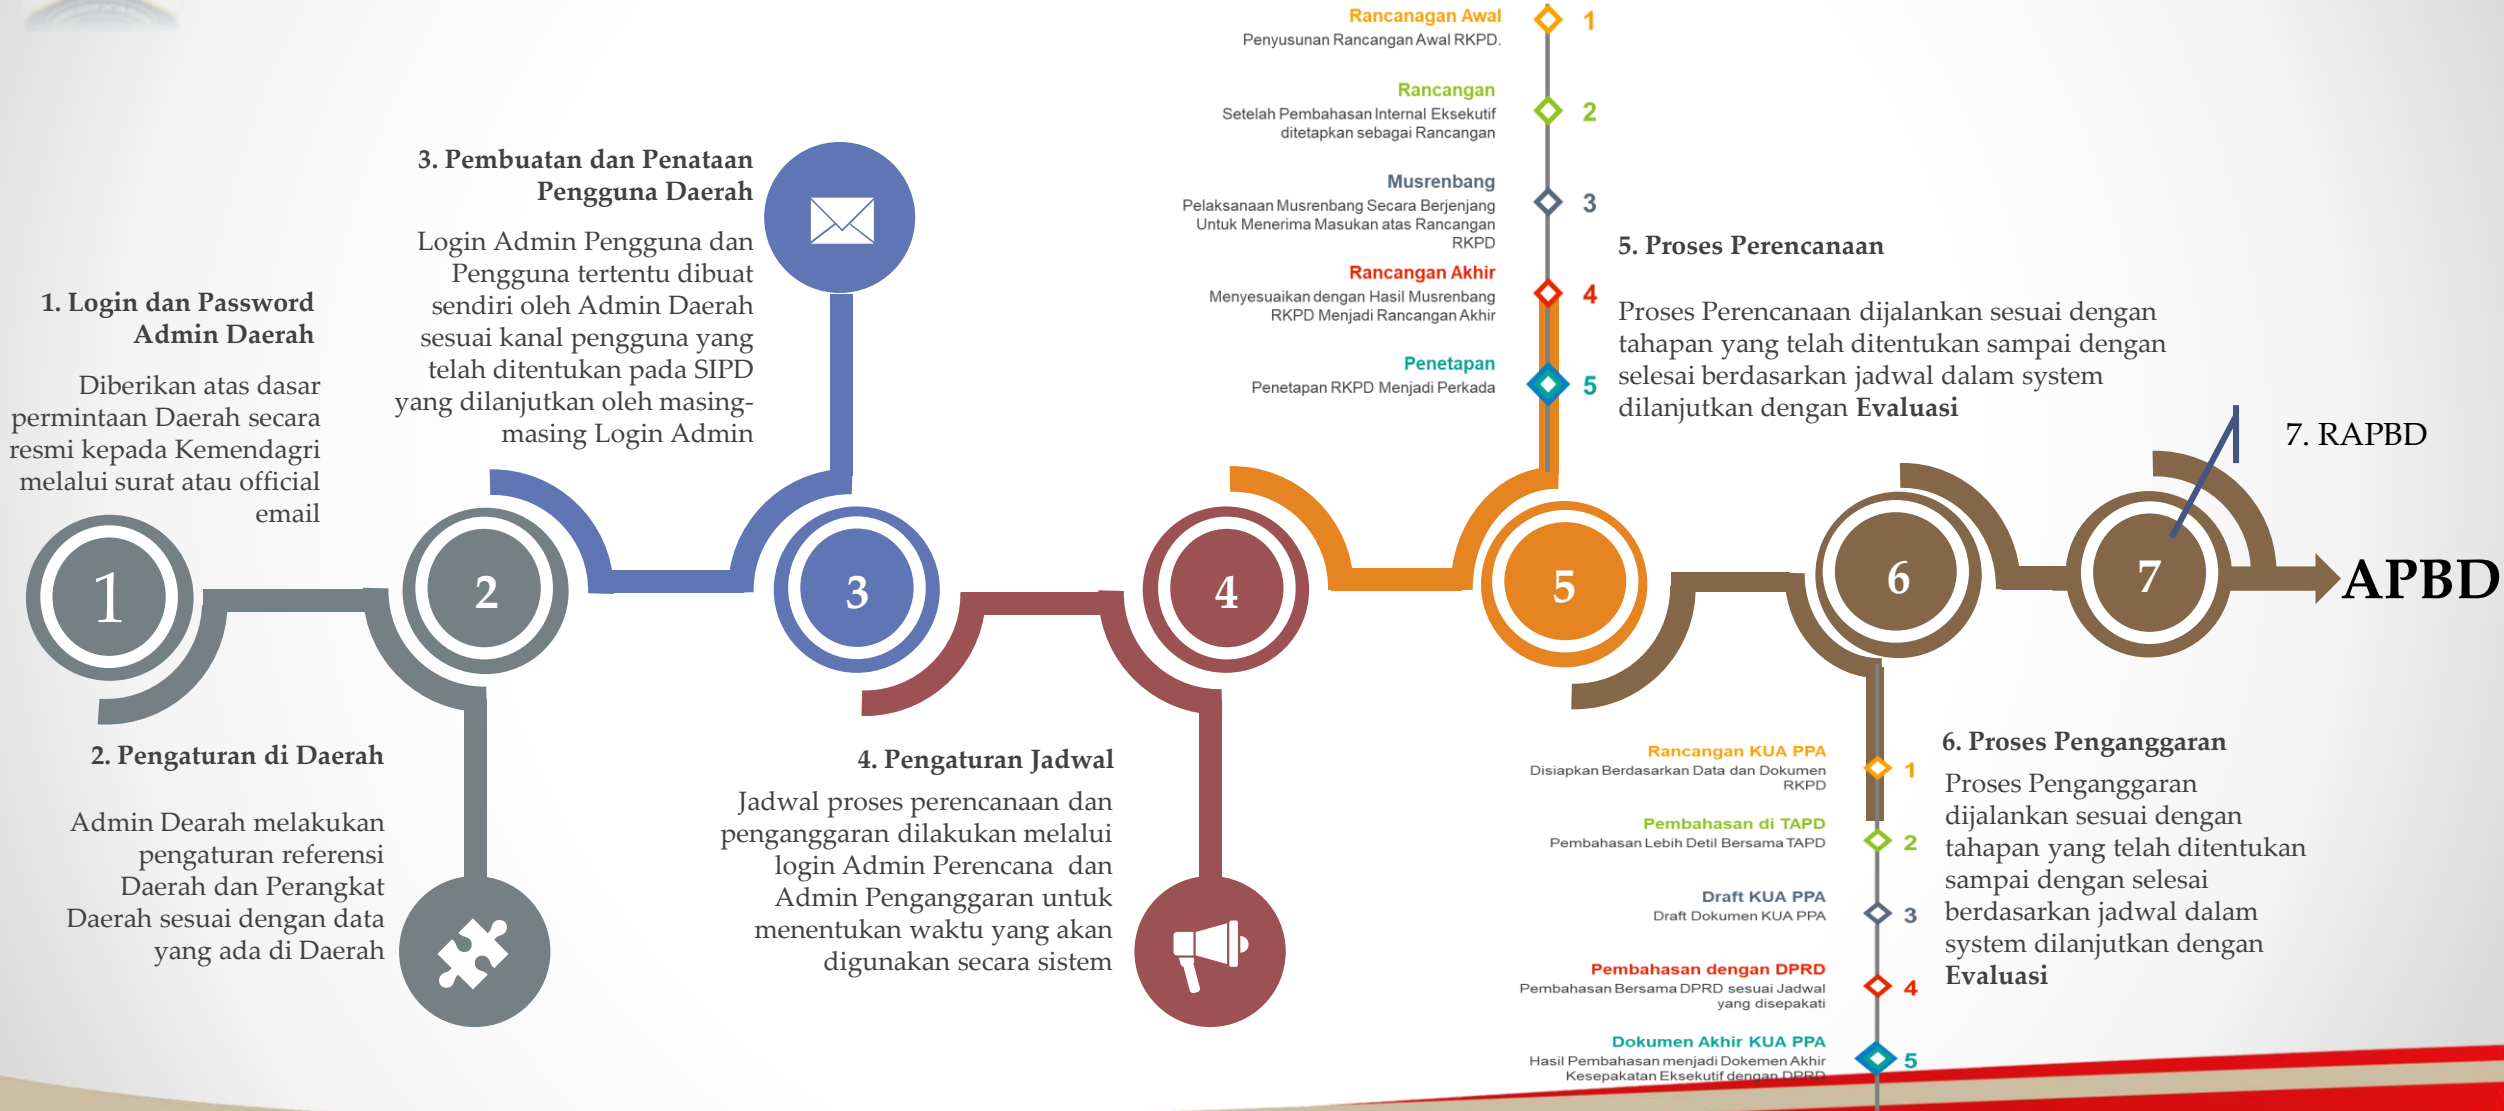 1. Login dan Password
Admin Daerah
Diberikan atas dasar
permintaan Daerah secara
resmi kepada Kemendagri
melalui surat atau official
email
1
2. Pengaturan di Daerah
Admin Dearah melakukan
pengaturan referensi
Daerah dan Perangkat
Daerah sesuai dengan data
yang ada di Daerah
2
3. Pembuatan dan Penataan
Pengguna Daerah
Login Admin Pengguna dan
Pengguna tertentu dibuat
sendiri oleh Admin Daerah
sesuai kanal pengguna yang
telah ditentukan pada SIPD
yang dilanjutkan oleh masing-
masing Login Admin
3
4. Pengaturan Jadwal
Jadwal proses perencanaan dan
penganggaran dilakukan melalui
login Admin Perencana dan
Admin Penganggaran untuk
menentukan waktu yang akan
digunakan secara sistem
4
Rancanagan Awal
1
Penyusunan Rancangan Awal RKPD.
Rancangan
2
Setelah Pembahasan Internal Eksekutif
ditetapkan sebagai Rancangan
Musrenbang
3
Pelaksanaan Musrenbang Secara Berjenjang
Untuk Menerima Masukan atas Rancangan
RKPD
Rancangan Akhir
4
Menyesuaikan dengan Hasil Musrenbang
RKPD Menjadi Rancangan Akhir
Penetapan
5
Penetapan RKPD Menjadi Perkada
5. Proses Perencanaan
Proses Perencanaan dijalankan sesuai dengan
tahapan yang telah ditentukan sampai dengan
selesai berdasarkan jadwal dalam system
dilanjutkan dengan Evaluasi
5
6
Rancangan KUA PPA
1
Disiapkan Berdasarkan Data dan Dokumen
RKPD
Pembahasan di TAPD
2
Pembahasan Lebih Detil Bersama TAPD
Draft KUA PPA
3
Draft Dokumen KUA PPA
Pembahasan dengan DPRD
4
Pembahasan Bersama DPRD sesuai Jadwal
yang disepakati
Dokumen Akhir KUA PPA
5
Hasil Pembahasan menjadi Dokemen Akhir
Kesepakatan Eksekutif dengan DPRD
6. Proses Penganggaran
Proses Penganggaran
dijalankan sesuai dengan
tahapan yang telah ditentukan
sampai dengan selesai
berdasarkan jadwal dalam
system dilanjutkan dengan
Evaluasi
7. RAPBD
7
APBD